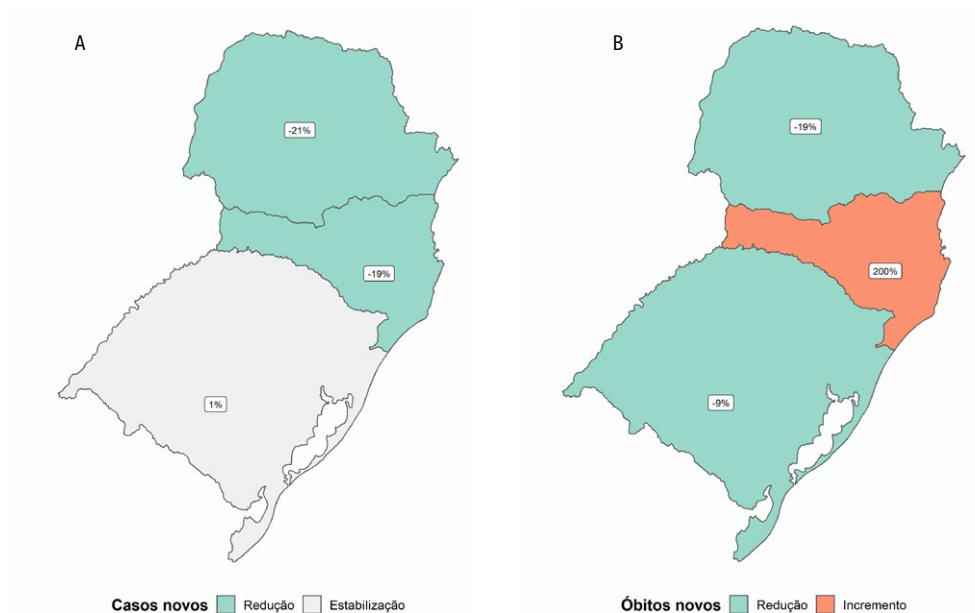 A
-21%
-19%
1%
Casos novos Redução Estabilização
B
-19%
200%
-9%
Óbitos novos Redução Incremento